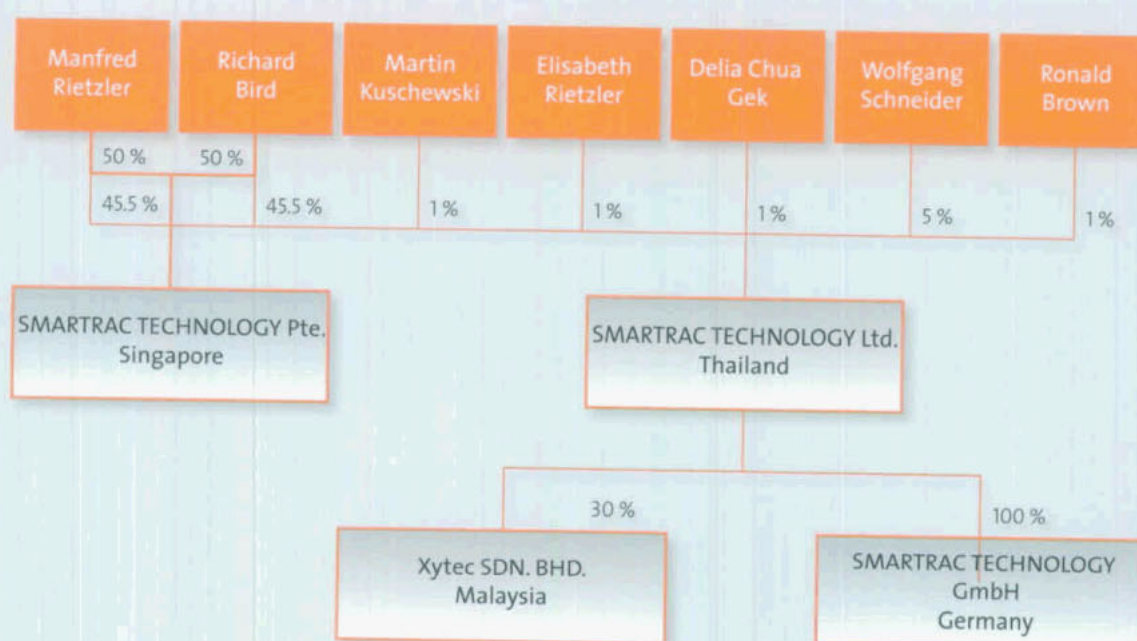 Manfred
Rietzler
Richard
Bird
Martin
Kuschewski
Elisabeth
Rietzler
Delia Chua
Gek
Wolfgang
Schneider
Ronald
Brown
50 %
50 %
45.5 %
45.5 %
1 %
1 %
1 %
5 %
1 %
SMARTRAC TECHNOLOGY Pte.
Singapore
SMARTRAC TECHNOLOGY Ltd.
Thailand
30 %
100 %
Xytec SDN. BHD.
Malaysia
SMARTRAC TECHNOLOGY
GmbH
Germany